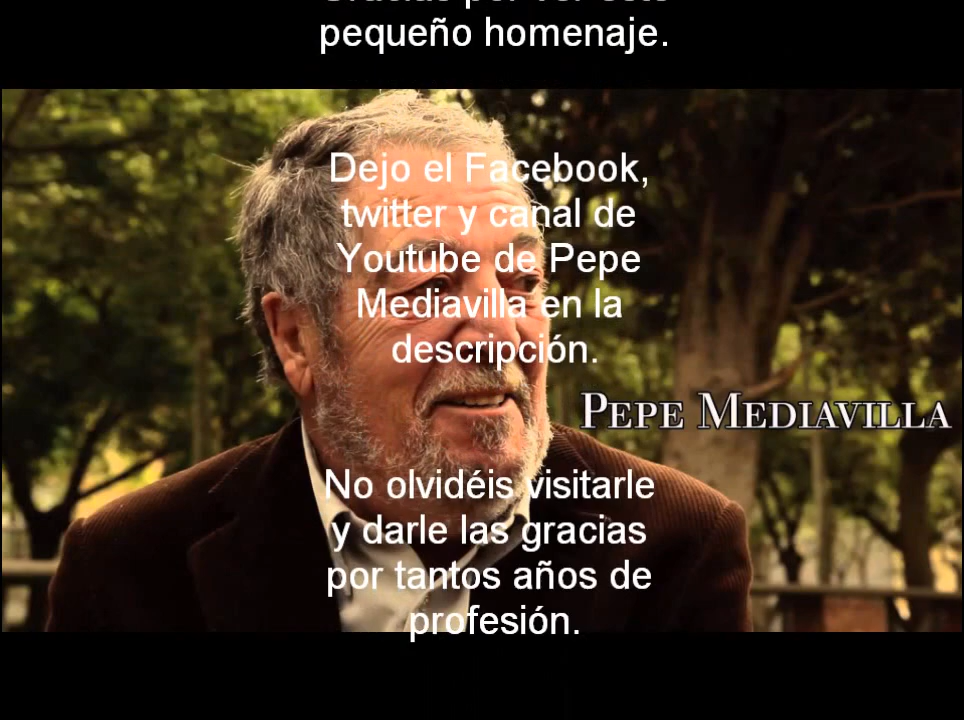 pequeño homenaje.
Dejo el Facebook,
twitter y canal de
Youtube de Pepe
Mediavilla en la
descripción.
PEPE MEDIAVILLA
No olvidéis visitarle
y darle las gracias
por tantos años de
profesión.